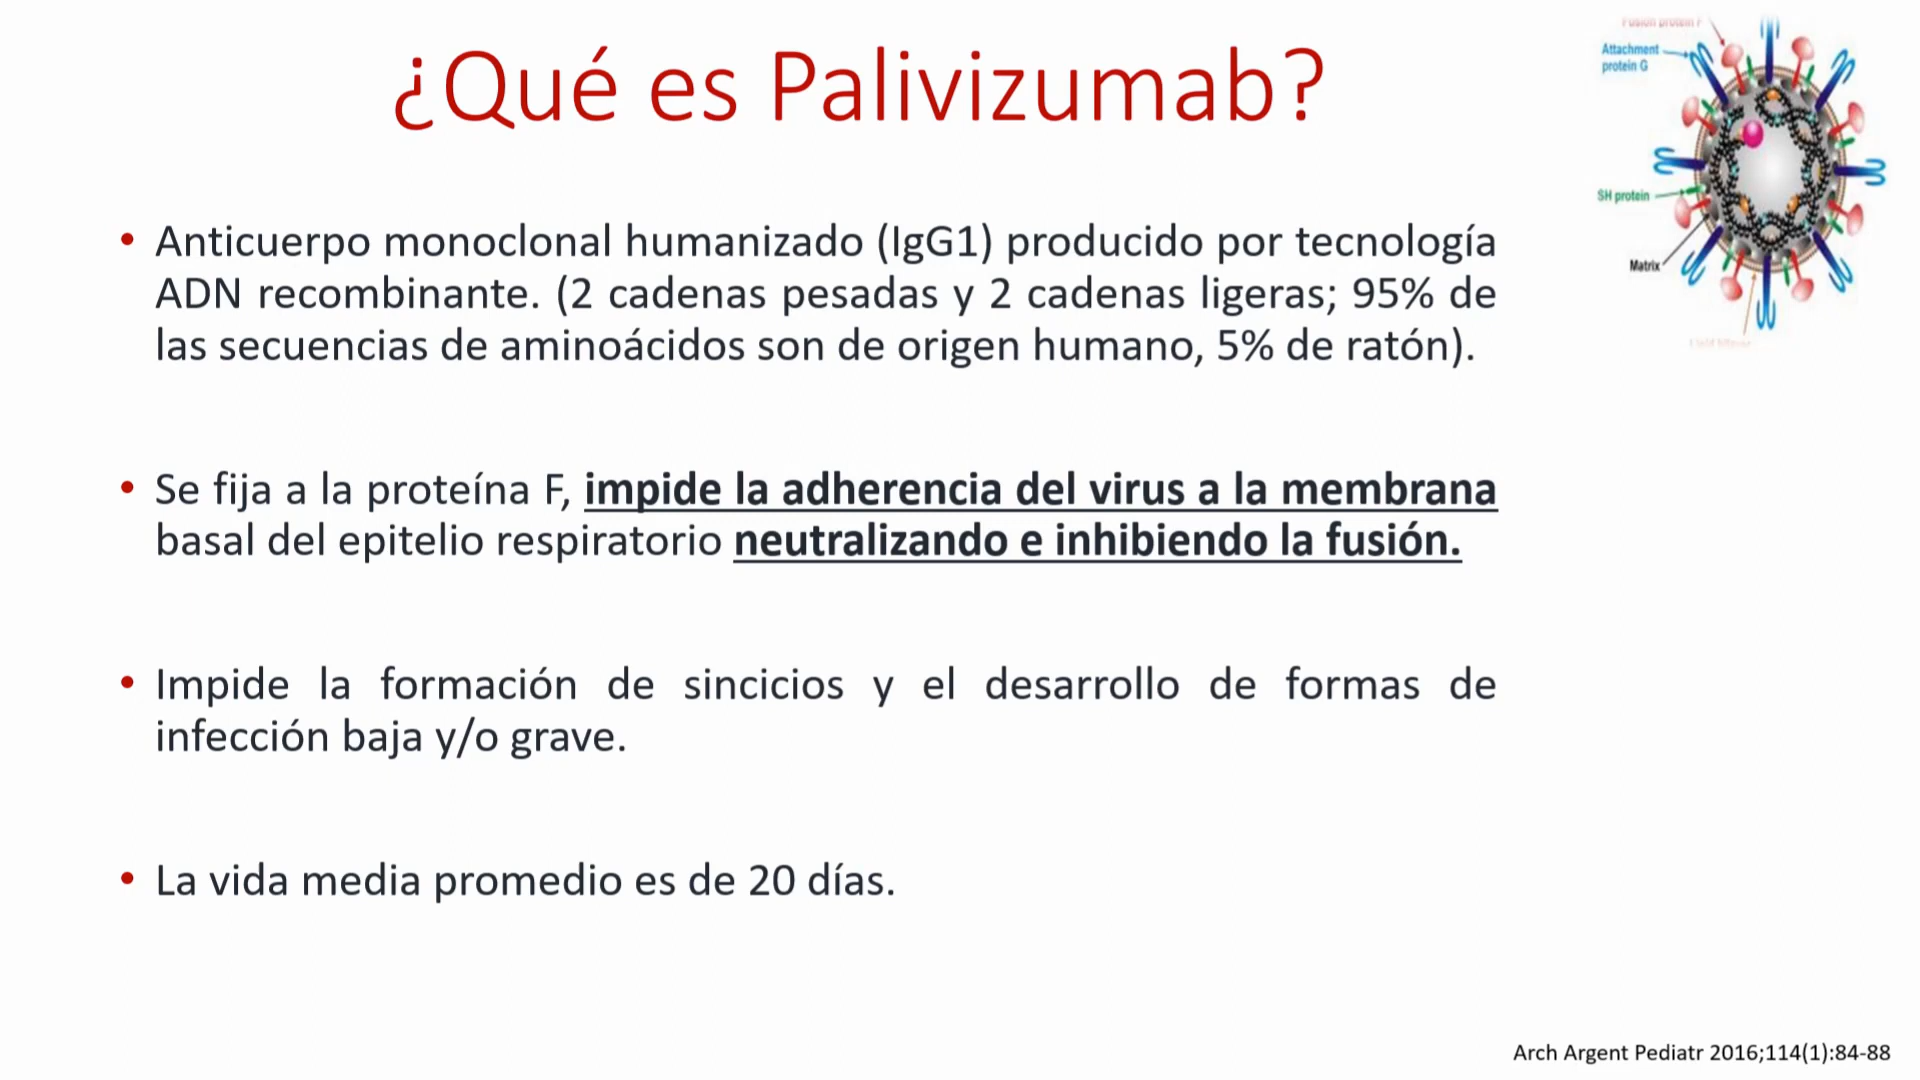 ¿Qué es Palivizumab?
Fusion protein F
Attachment
protein G
SH protein
Matrix
• Anticuerpo monoclonal humanizado (IgG1) producido por tecnología
ADN recombinante. (2 cadenas pesadas y 2 cadenas ligeras; 95% de
las secuencias de aminoácidos son de origen humano, 5% de ratón).
• Se fija a la proteína F, impide la adherencia del virus a la membrana
basal del epitelio respiratorio neutralizando e inhibiendo la fusión.
• Impide la formación de sincicios y el desarrollo de formas de
infección baja y/o grave.
• La vida media promedio es de 20 días.
Arch Argent Pediatr 2016;114(1):84-88